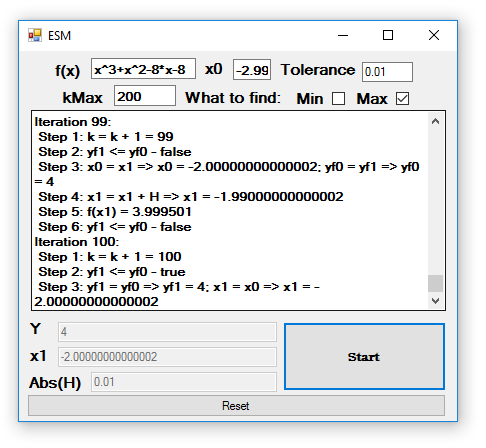 ESM
f(x) x^3+x^2-8*x-8 x0 -2.99 Tolerance 0.01
kMax 200 What to find: Min Max
Iteration 99:
Step 1: k = k + 1 = 99
Step 2: yf1 <= yf0 - false
Step 3: x0 = x1 => x0 = -2.00000000000002; yf0 = yf1 => yf0
= 4
Step 4: x1 = x1 + H => x1 = -1.99000000000002
Step 5: f(x1) = 3.999501
Step 6: yf1 <= yf0 - false
Iteration 100:
Step 1: k = k + 1 = 100
Step 2: yf1 <= yf0 - true
Step 3: yf1 = yf0 => yf1 = 4; x1 = x0 => x1 = -
2.00000000000002
Y 4
x1 -2.00000000000002
Abs(H) 0.01
Start
Reset